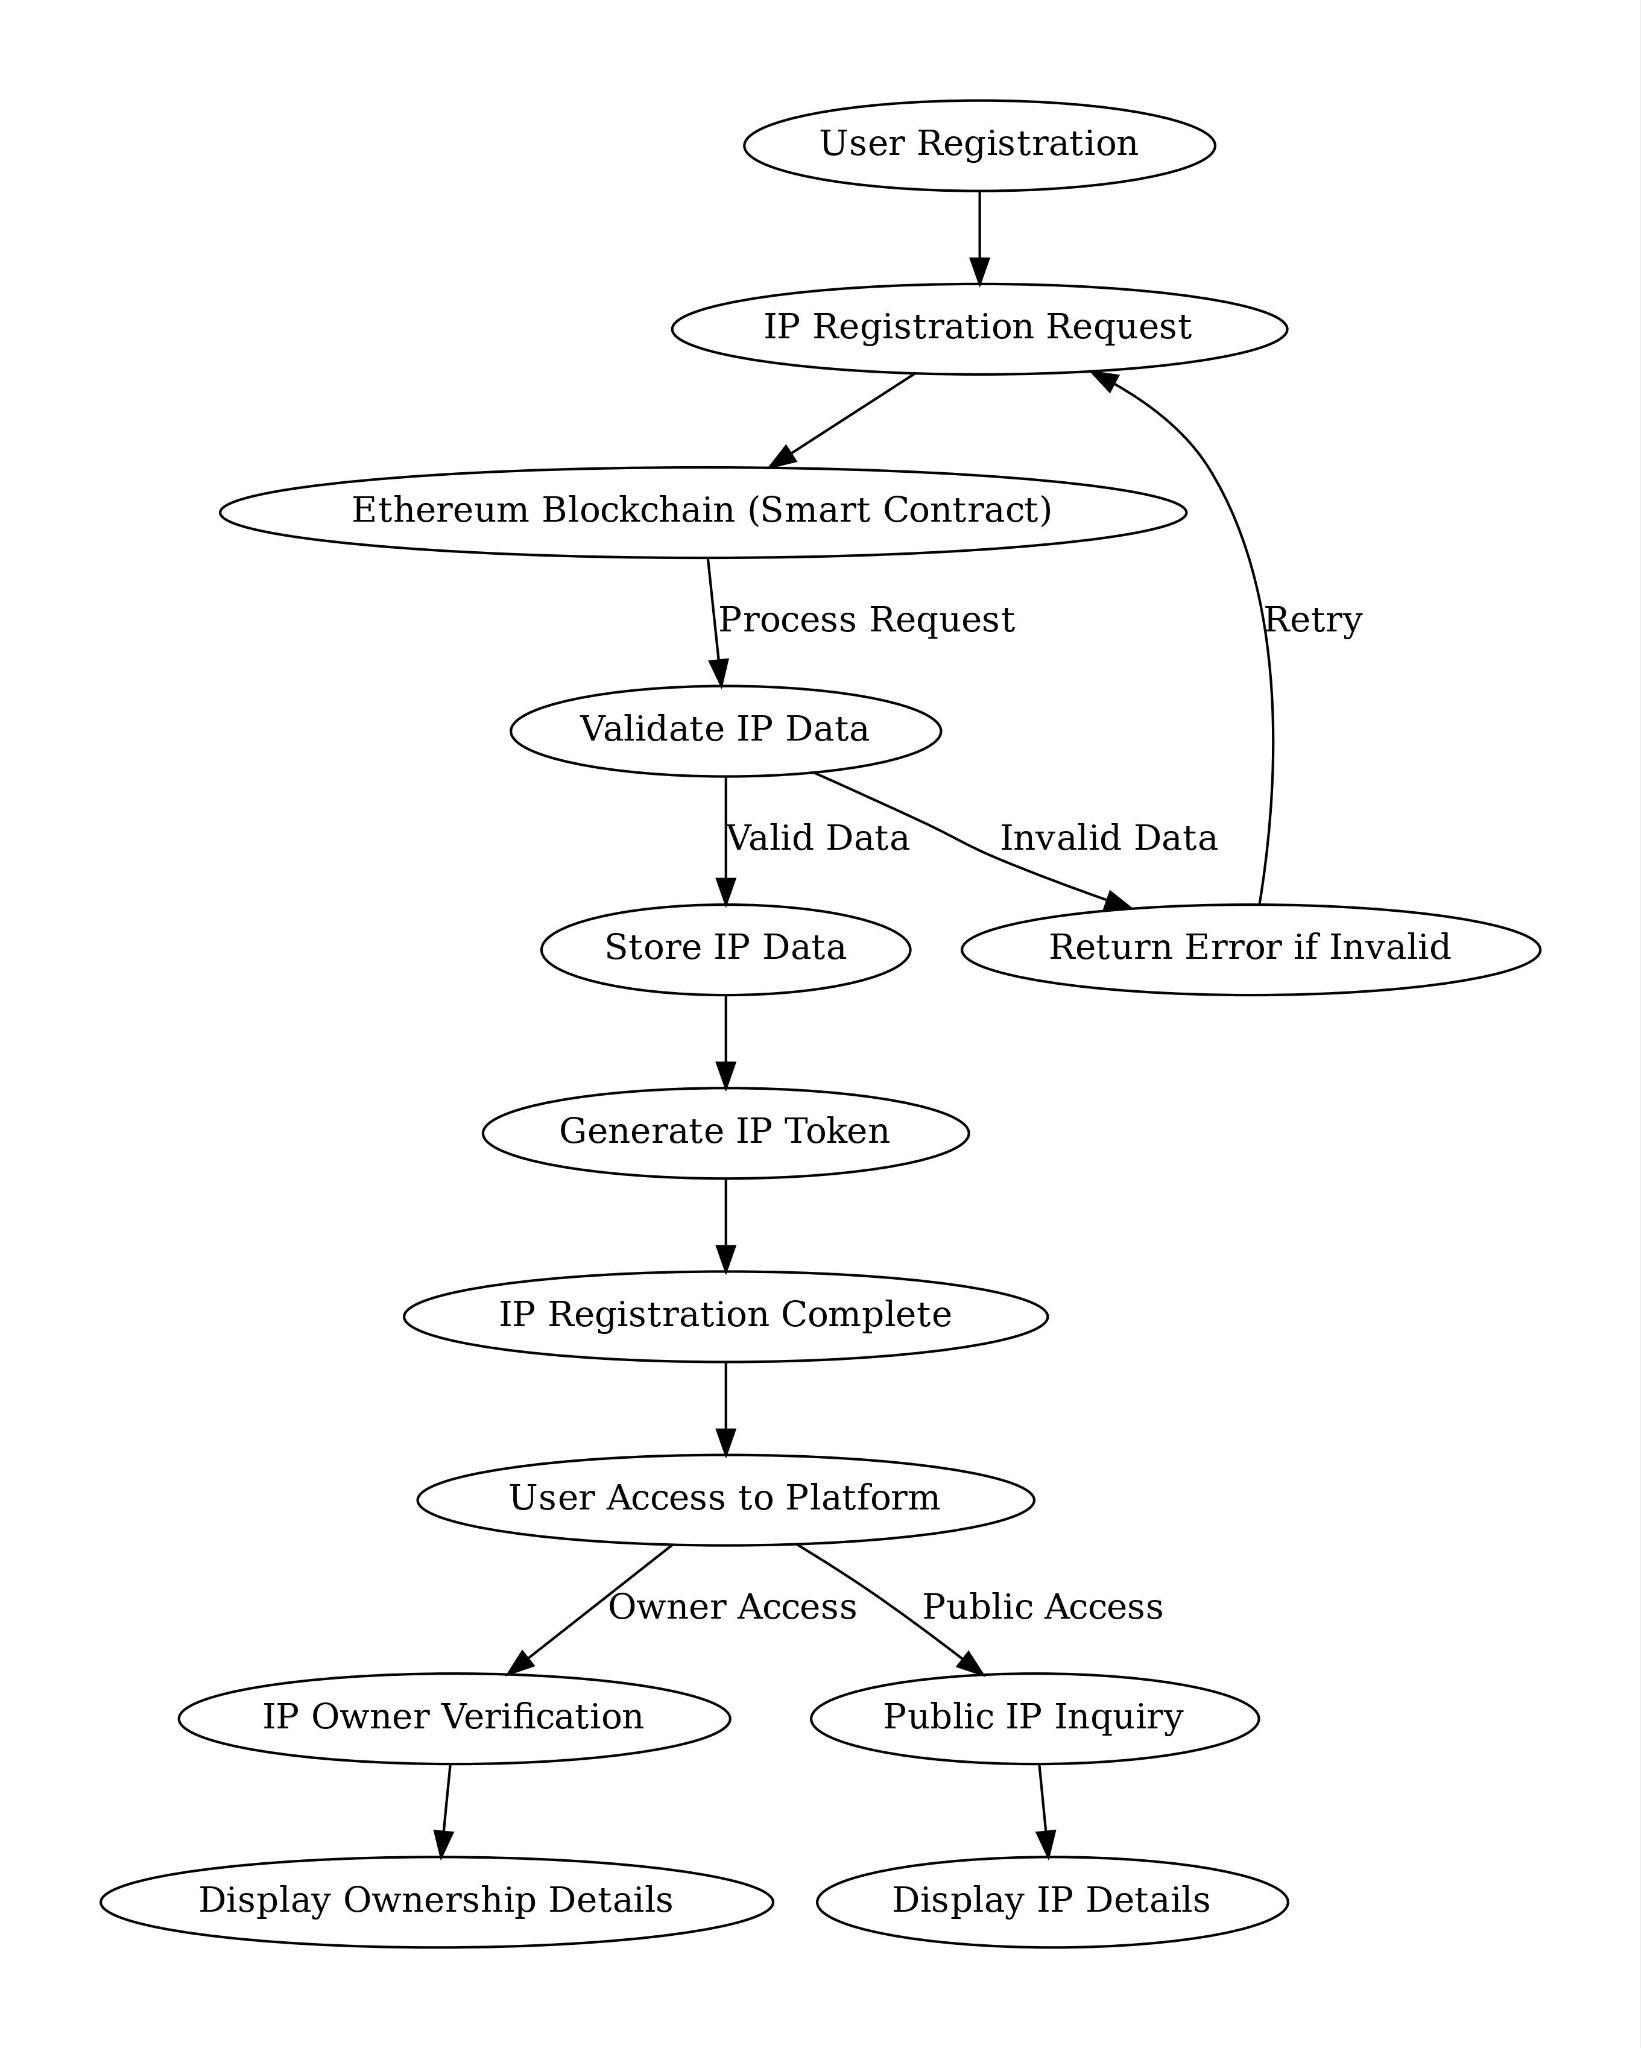 User Registration
IP Registration Request
Ethereum Blockchain (Smart Contract)
Process Request
Retry
Validate IP Data
Valid Data
Invalid Data
Store IP Data
Return Error if Invalid
Generate IP Token
IP Registration Complete
User Access to Platform
Owner Access
Public Access
IP Owner Verification
Public IP Inquiry
Display Ownership Details
Display IP Details